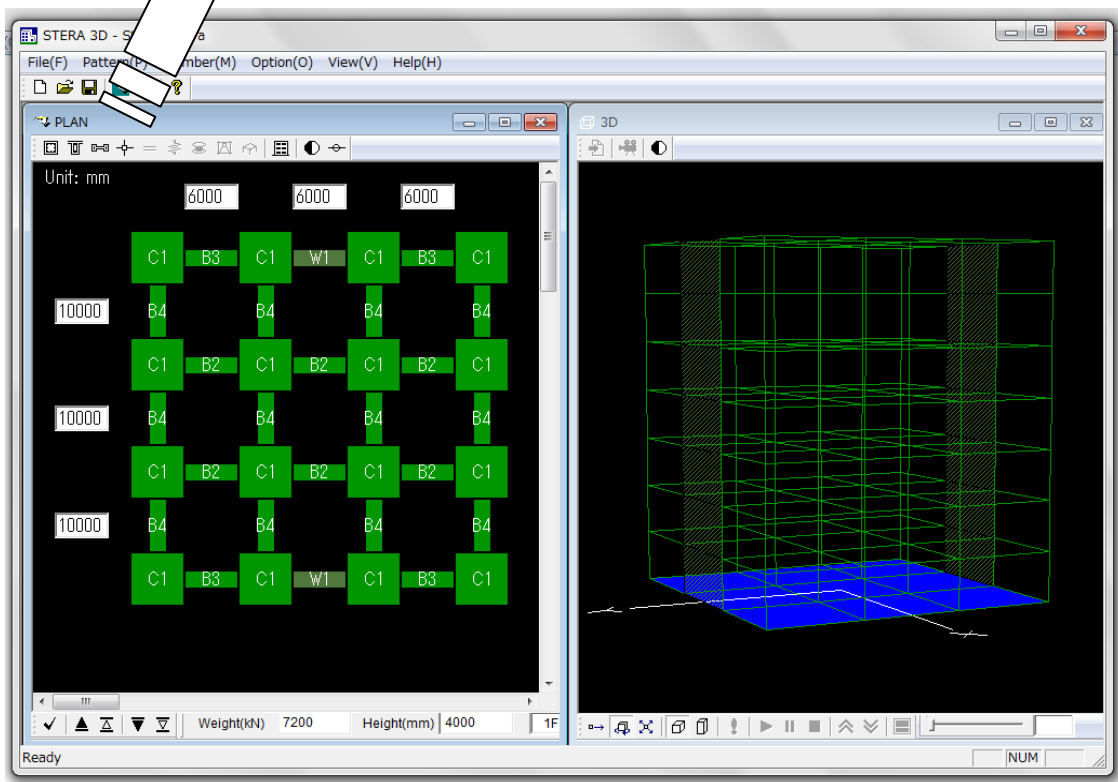 STERA 3D - S
File(F) Pattern(P) mber(M) Option(O) View(V) Help(H)
PLAN
Unit: mm
6000 6000 6000
C1 B3 C1 W1 C1 B3 C1
10000 B4 B4 B4 B4
C1 B2 C1 B2 C1 B2 C1
10000 B4 B4 B4 B4
C1 B2 C1 B2 C1 B2 C1
10000 B4 B4 B4 B4
C1 B3 C1 W1 C1 B3 C1
Weight(kN) 7200 Height(mm) 4000 1F
3D
Ready NUM